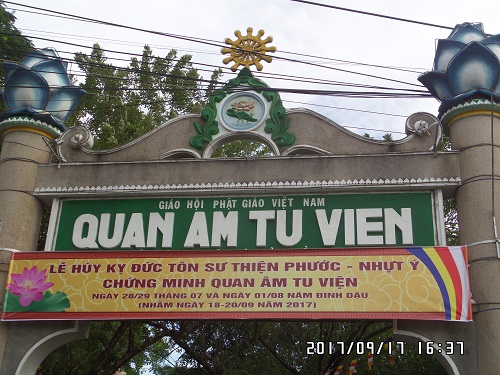 GIÁO HỘI PHẬT GIÁO VIỆT NAM
QUAN AM TU VIEN
LỄ HÚY KỴ ĐỨC TÔN SƯ THIỆN PHƯỚC - NHỰT Ý
CHỨNG MINH QUAN ÂM TU VIỆN
NGÀY 28/29 THÁNG 07 VÀ NGÀY 01/08 NĂM ĐINH DẬU
(NHẰM NGÀY 18-20/09 NĂM 2017)
2017/09/17 16:37